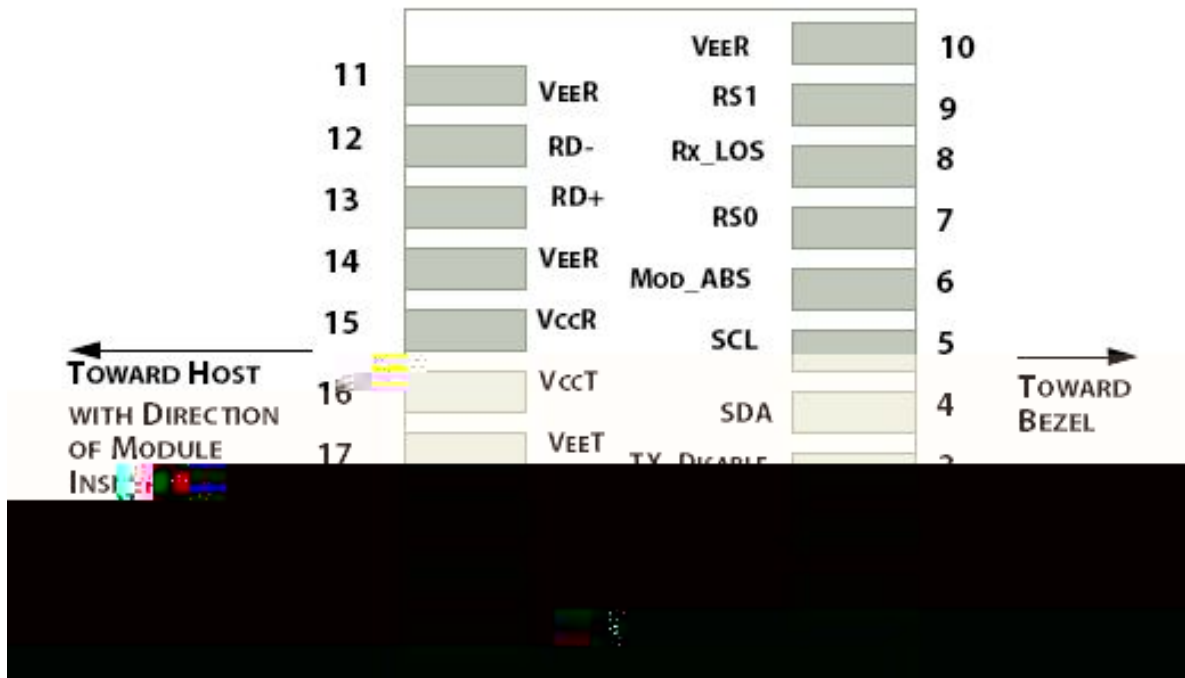 VEER 10
11 VEER RS1 9
12 RD- RX_LOS 8
13 RD+ RS0 7
14 VEER MOD_ABS 6
15 VCCR SCL 5
TOWARD HOST
WITH DIRECTION
OF MODULE
16 VCCT SDA 4
TOWARD
BEZEL
17 VEET TX_DISABLE